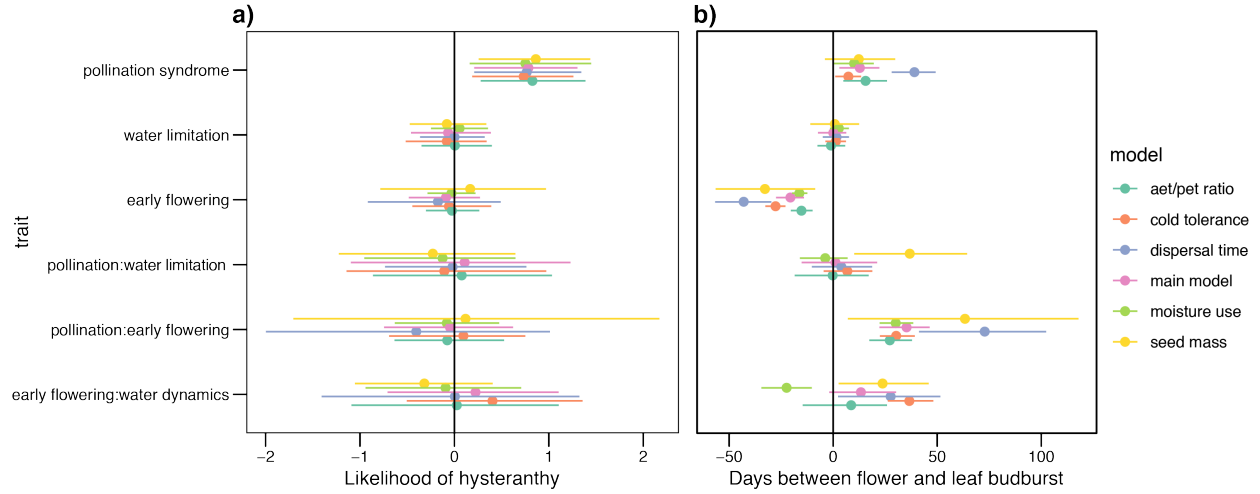 a)
b)
trait
pollination syndrome
water limitation
early flowering
pollination:water limitation
pollination:early flowering
early flowering:water dynamics
−2
−1
0
1
2
Likelihood of hysteranthy
−50
0
50
100
Days between flower and leaf budburst
model
aet/pet ratio
cold tolerance
dispersal time
main model
moisture use
seed mass